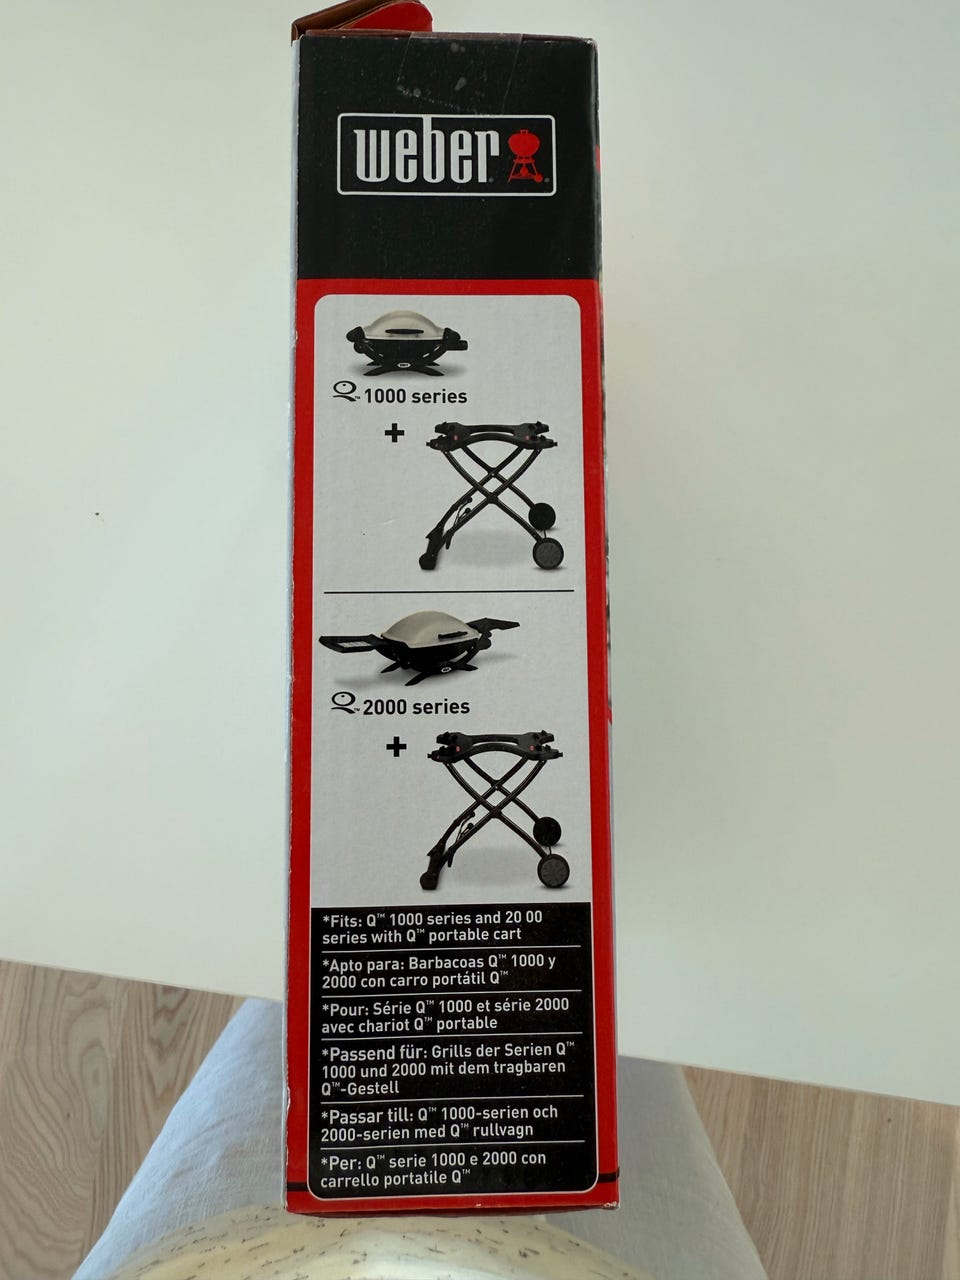 weber
Q™ 1000 series
+
Q™ 2000 series
+
*Fits: Q™ 1000 series and 20 00
series with Q™ portable cart
*Apto para: Barbacoas Q™ 1000 y
2000 con carro portátil Q™
*Pour: Série Q™ 1000 et série 2000
avec chariot Q™ portable
*Passend für: Grills der Serien Q™
1000 und 2000 mit dem tragbaren
Q™-Gestell
*Passar till: Q™ 1000-serien och
2000-serien med Q™ rullvagn
*Per: Q™ serie 1000 e 2000 con
carrello portatile Q™